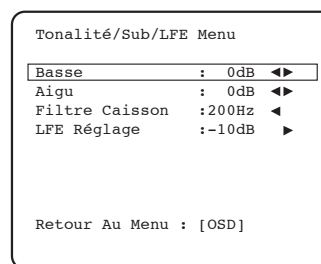 Tonalité/Sub/LFE Menu
Basse : 0dB ◄►
Aigu : 0dB ◄►
Filtre Caisson :200Hz ◄
LFE Réglage :-10dB ►
Retour Au Menu : [OSD]